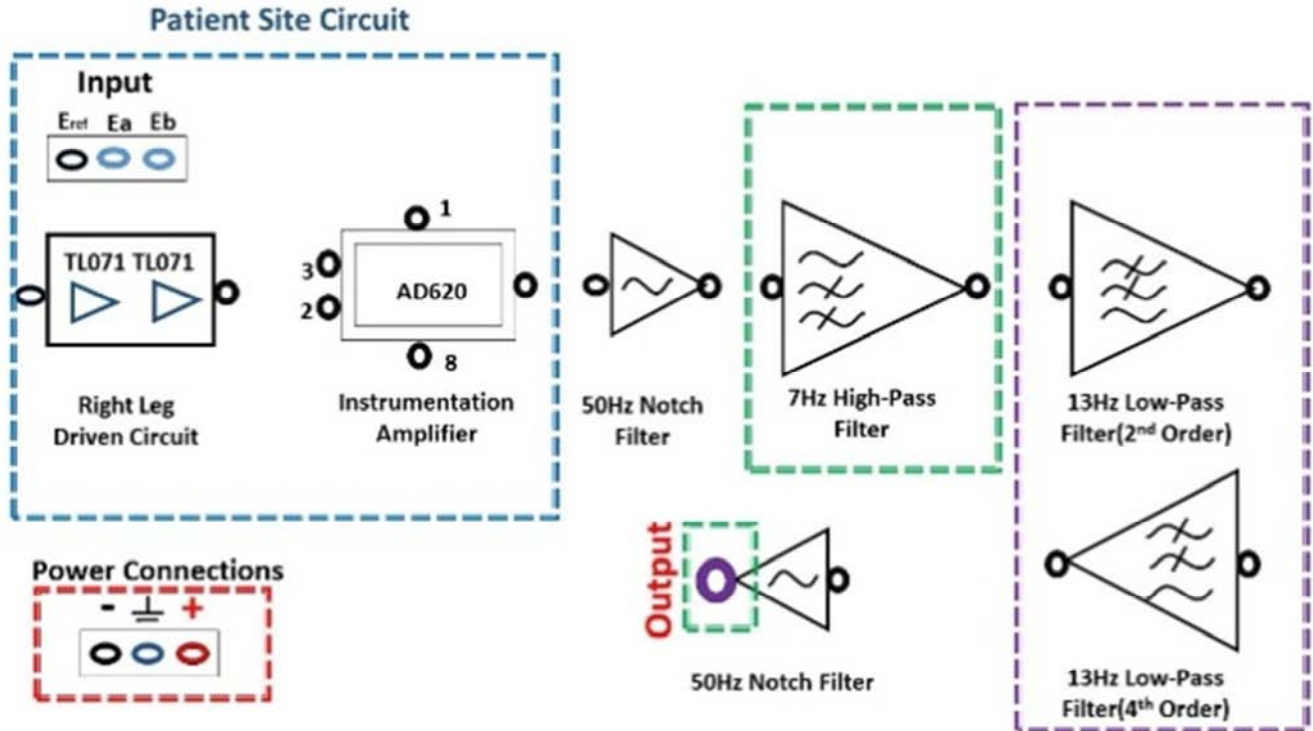 Patient Site Circuit
Input
Eref Ea Eb
TL071 TL071
Right Leg
Driven Circuit
1
3
2
AD620
8
Instrumentation
Amplifier
50Hz Notch
Filter
7Hz High-Pass
Filter
13Hz Low-Pass
Filter(2nd Order)
Power Connections
- +
Output
50Hz Notch Filter
13Hz Low-Pass
Filter(4th Order)